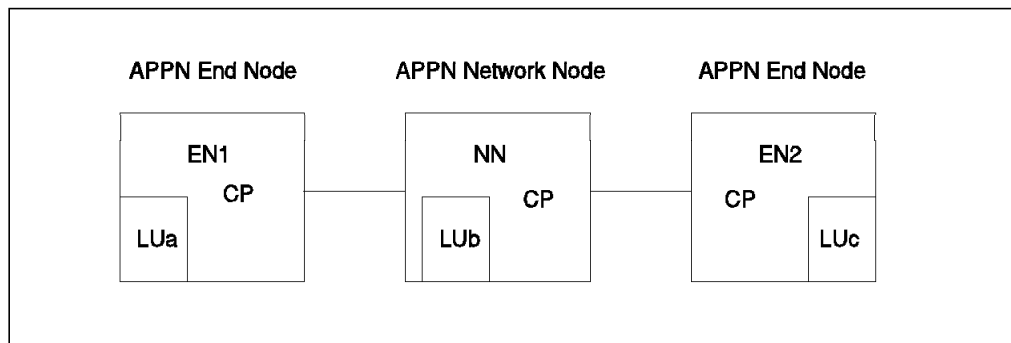 APPN End Node
APPN Network Node
APPN End Node
EN1
CP
LUa
NN
CP
LUb
EN2
CP
LUc